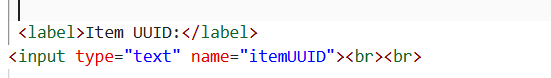 <label>Item UUID:</label>
<input type="text" name="itemUUID"><br><br>